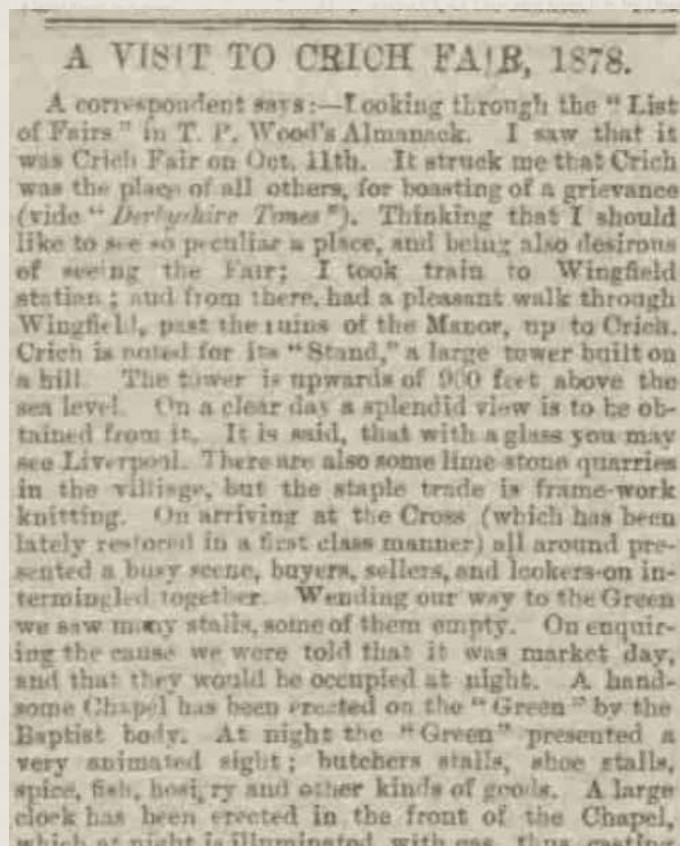 A VISIT TO CRICH FAIR, 1878.
A correspondent says:—Looking through the "List
of Fairs" in T. P. Wood's Almanack. I saw that it
was Crich Fair on Oct. 11th. It struck me that Crich
was the place of all others, for boasting of a grievance
(vide "Derbyshire Times"). Thinking that I should
like to see so peculiar a place, and being also desirous
of seeing the Fair; I took train to Wingfield
station; and from there, had a pleasant walk through
Wingfield, past the ruins of the Manor, up to Crich.
Crich is noted for its "Stand," a large tower built on
a hill. The tower is upwards of 900 feet above the
sea level. On a clear day a splendid view is to be ob-
tained from it. It is said, that with a glass you may
see Liverpool. There are also some lime stone quarries
in the village, but the staple trade is frame-work
knitting. On arriving at the Cross (which has been
lately restored in a first class manner) all around pre-
sented a busy scene, buyers, sellers, and lookers-on in-
termingled together. Wending our way to the Green
we saw many stalls, some of them empty. On enquir-
ing the cause we were told that it was market day,
and that they would be occupied at night. A hand-
some Chapel has been erected on the "Green" by the
Baptist body. At night the "Green" presented a
very animated sight; butchers stalls, shoe stalls,
spice, fish, hosiery and other kinds of goods. A large
clock has been erected in the front of the Chapel,
which at night is illuminated with gas, thus casting